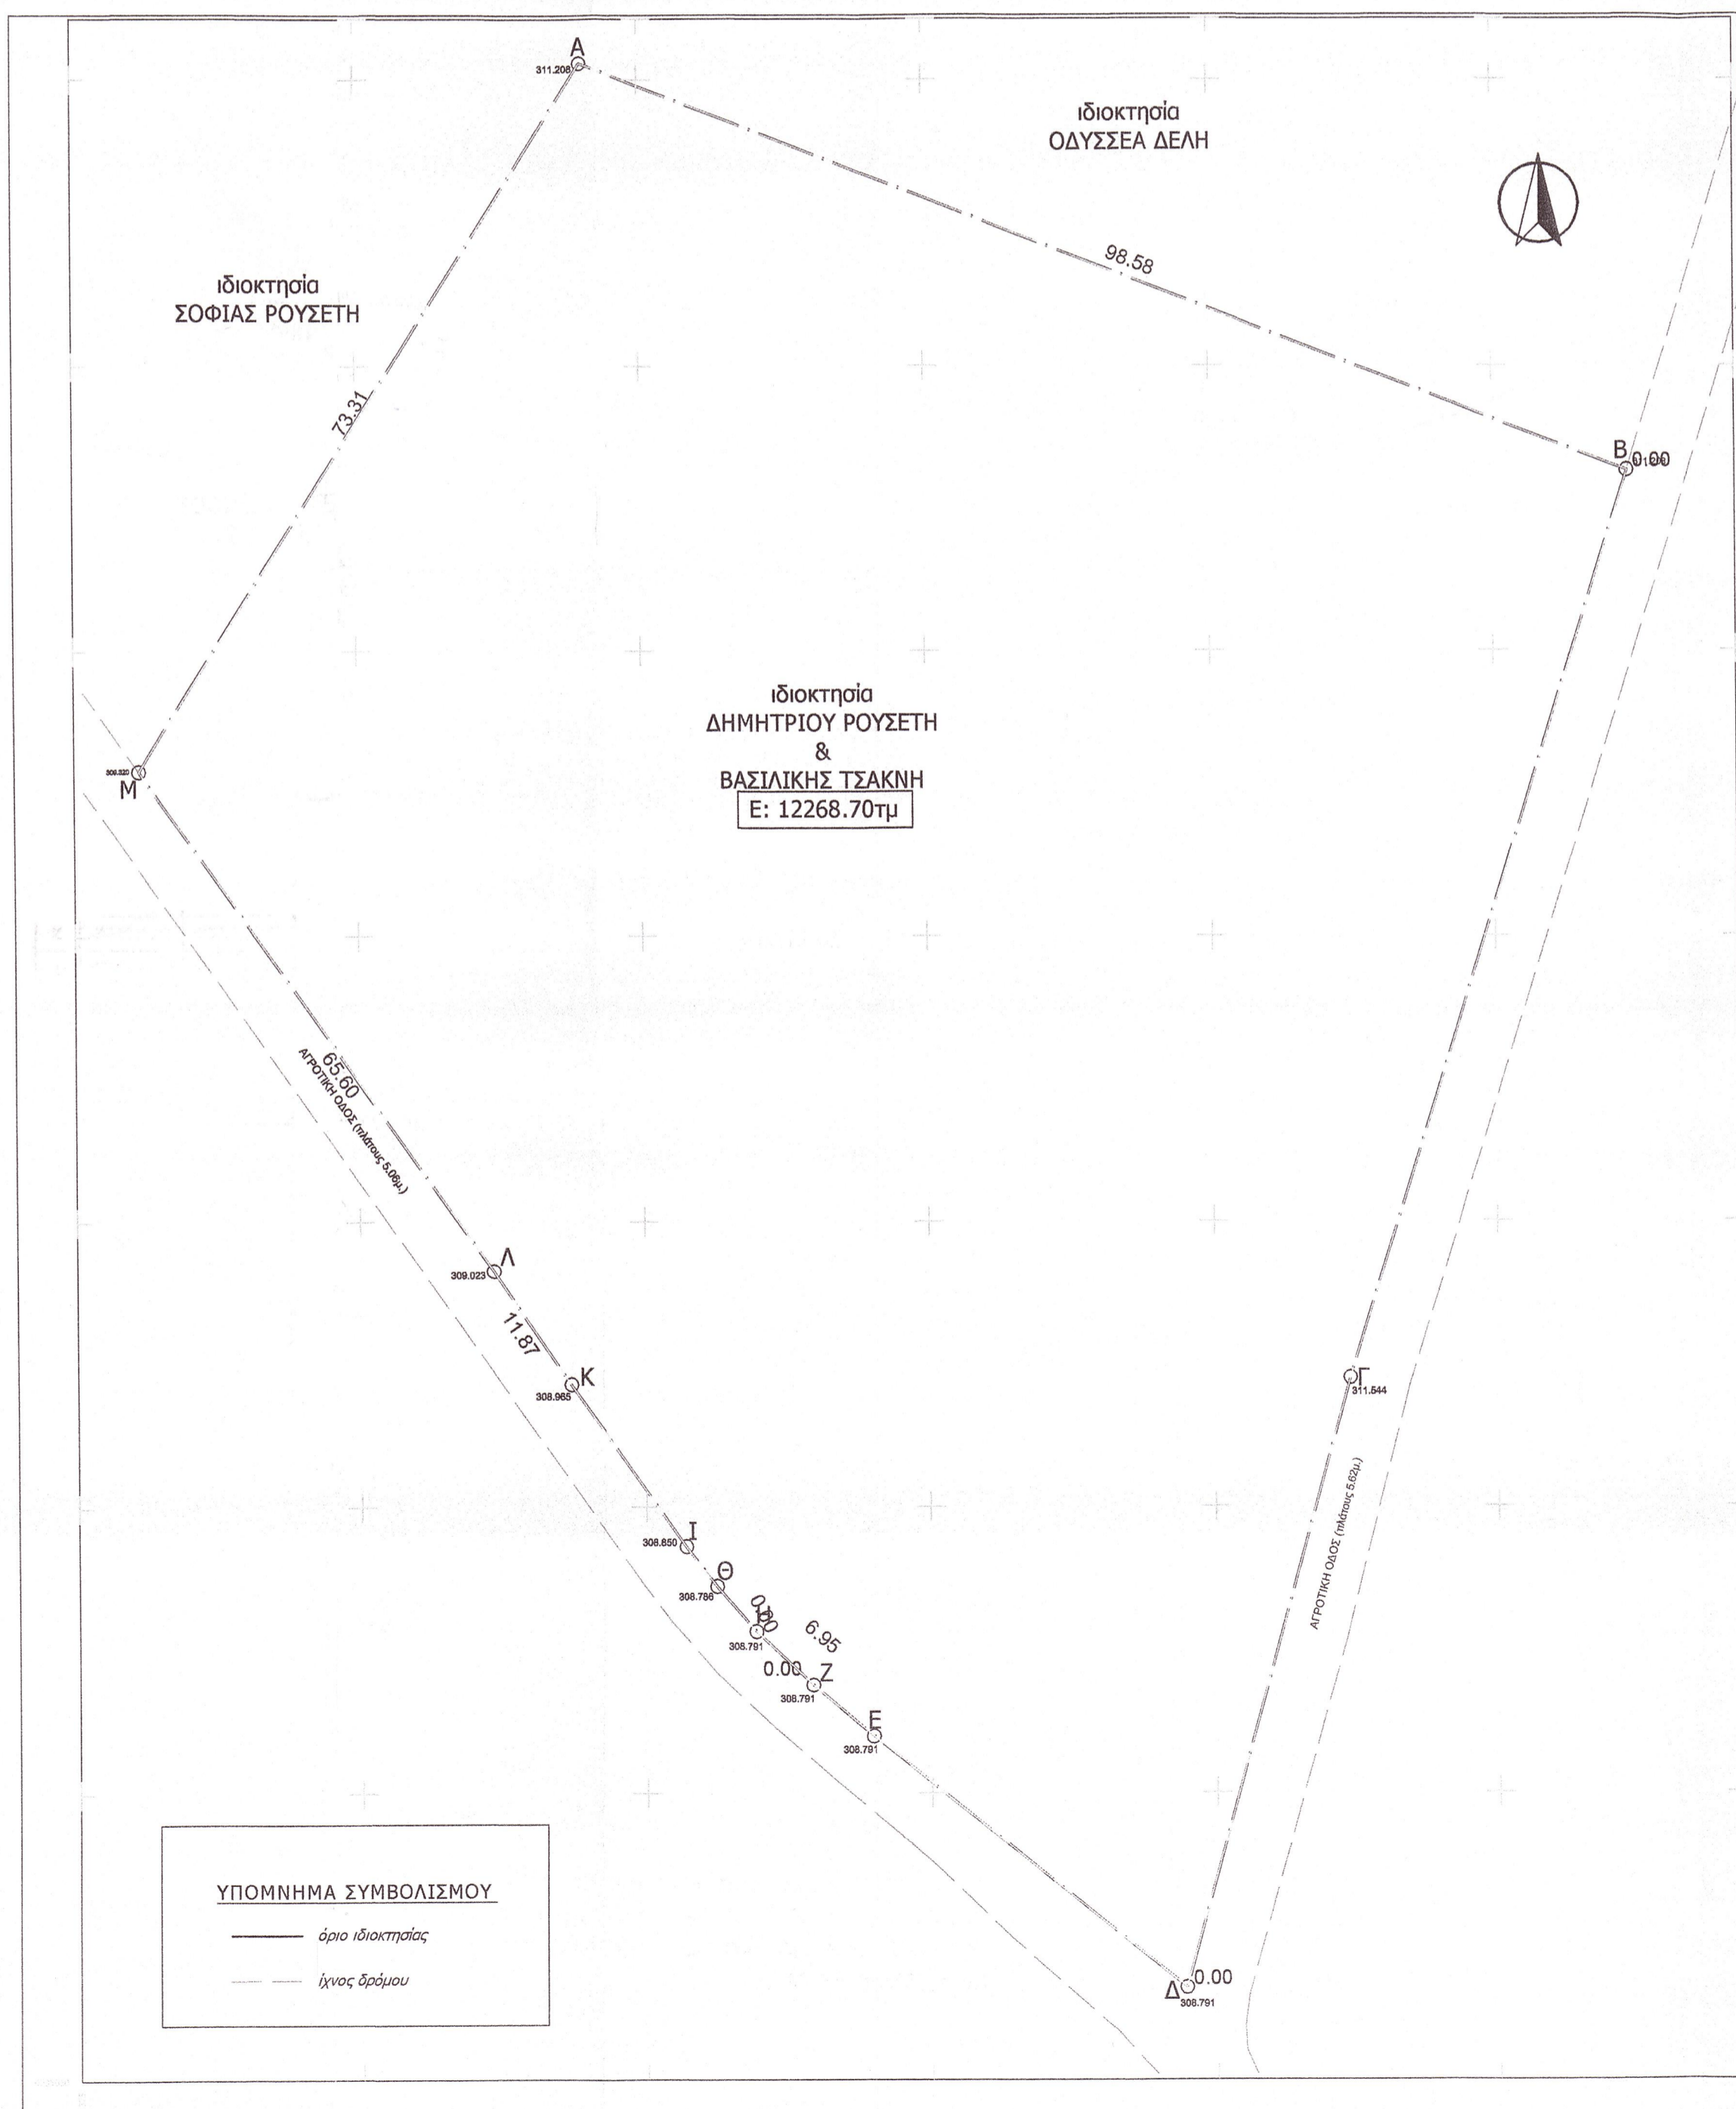 A
311.208
ιδιοκτησία
ΟΔΥΣΣΕΑ ΔΕΛΗ
98.58
ιδιοκτησία
ΣΟΦΙΑΣ ΡΟΥΣΕΤΗ
73.31
B
0.00
ιδιοκτησία
ΔΗΜΗΤΡΙΟΥ ΡΟΥΣΕΤΗ
&
ΒΑΣΙΛΙΚΗΣ ΤΣΑΚΝΗ
Ε: 12268.70τμ
M
65.60
ΑΓΡΟΤΙΚΗ ΟΔΟΣ (πλάτους 5.06μ.)
Λ
309.023
11.87
K
308.965
Γ
311.544
ΑΓΡΟΤΙΚΗ ΟΔΟΣ (πλάτους 5.62μ.)
I
308.850
Θ
308.786
0.00
H
308.791
6.95
0.00
Z
308.791
E
308.791
Δ
0.00
308.791
ΥΠΟΜΝΗΜΑ ΣΥΜΒΟΛΙΣΜΟΥ
όριο ιδιοκτησίας
ίχνος δρόμου